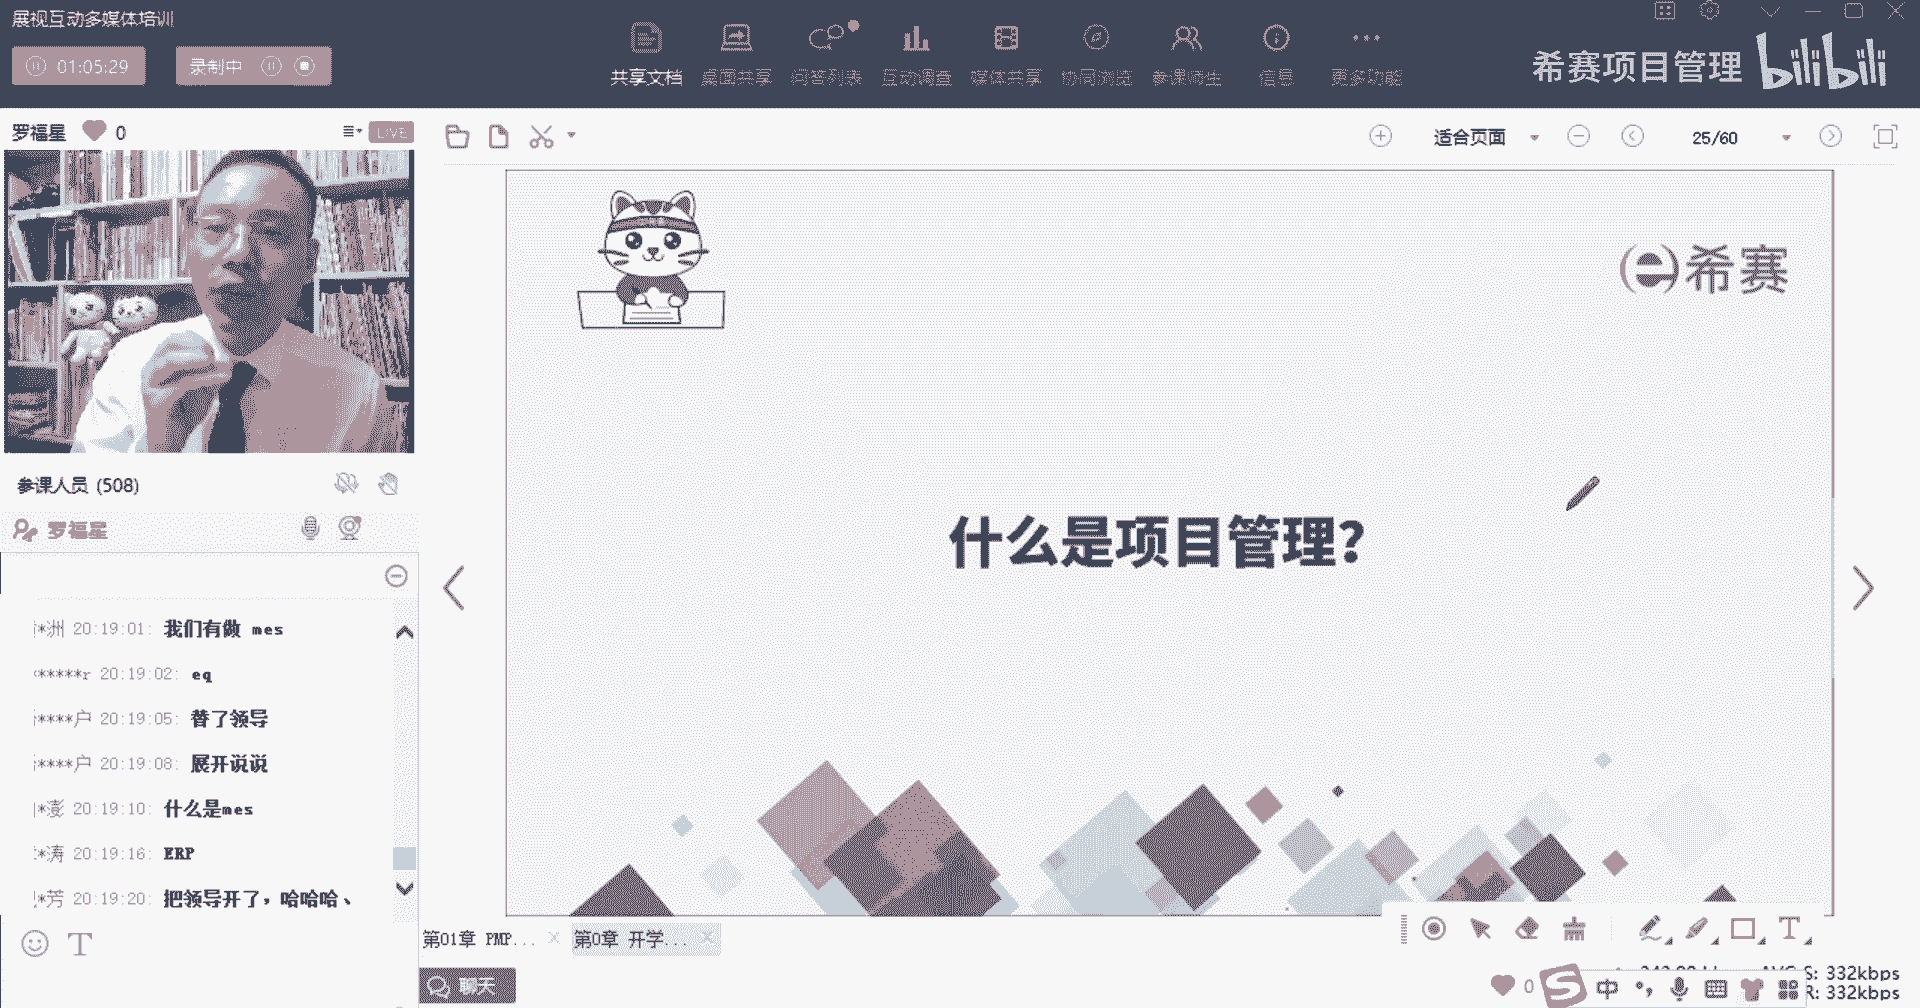 展视互动多媒体培训
01:05:29
录制中
共享文档 桌面共享 问答列表 互动调查 媒体共享 协同浏览 参课师生 信息 更多功能
希赛项目管理 bilibili
罗福星 0
LIVE
适合页面
25/60
希赛
什么是项目管理?
参课人员 (508)
罗福星
*洲 20:19:01: 我们有做 mes
*****r 20:19:02: eq
****户 20:19:05: 替了领导
****户 20:19:08: 展开说说
*澎 20:19:10: 什么是mes
*涛 20:19:16: ERP
*芳 20:19:20: 把领导开了,哈哈哈、
T
第01章 PMP...
第0章 开学...
聊天
T
0
中
S: 332kbps
R: 332kbps